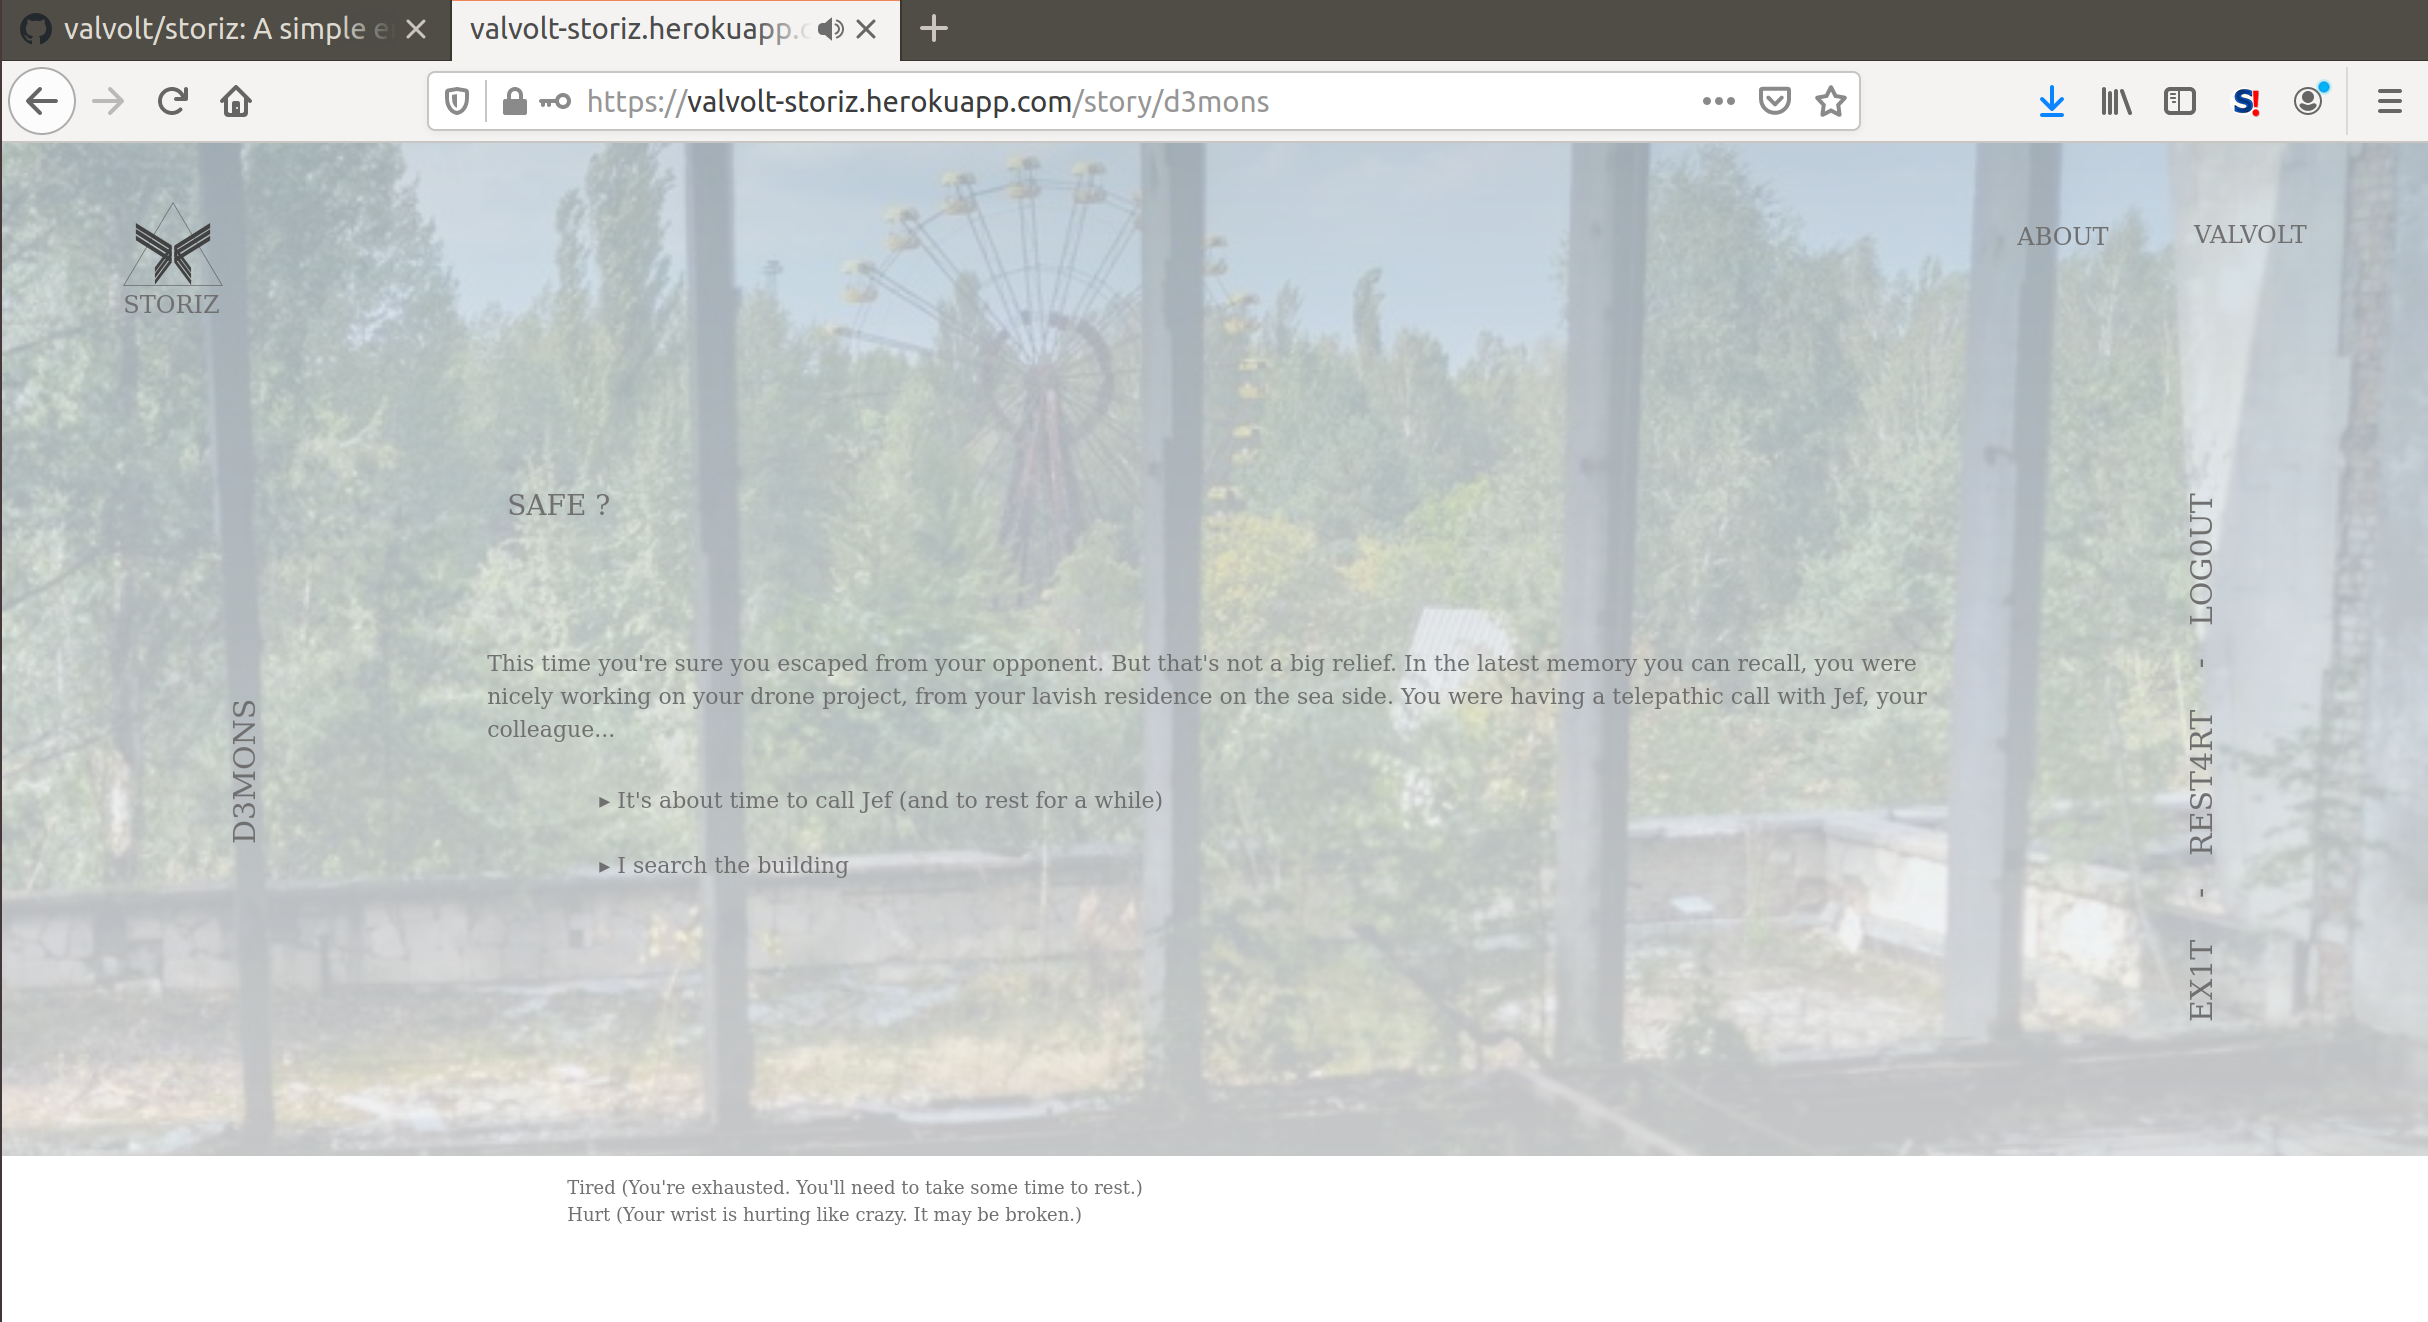 valvolt/storiz: A simple e
valvolt-storiz.herokuapp.c
https://valvolt-storiz.herokuapp.com/story/d3mons
S!
STORIZ
ABOUT
VALVOLT
D3MONS
SAFE ?
This time you're sure you escaped from your opponent. But that's not a big relief. In the latest memory you can recall, you were
nicely working on your drone project, from your lavish residence on the sea side. You were having a telepathic call with Jef, your
colleague...
▸ It's about time to call Jef (and to rest for a while)
▸ I search the building
EX1T - REST4RT - LOG0UT
Tired (You're exhausted. You'll need to take some time to rest.)
Hurt (Your wrist is hurting like crazy. It may be broken.)